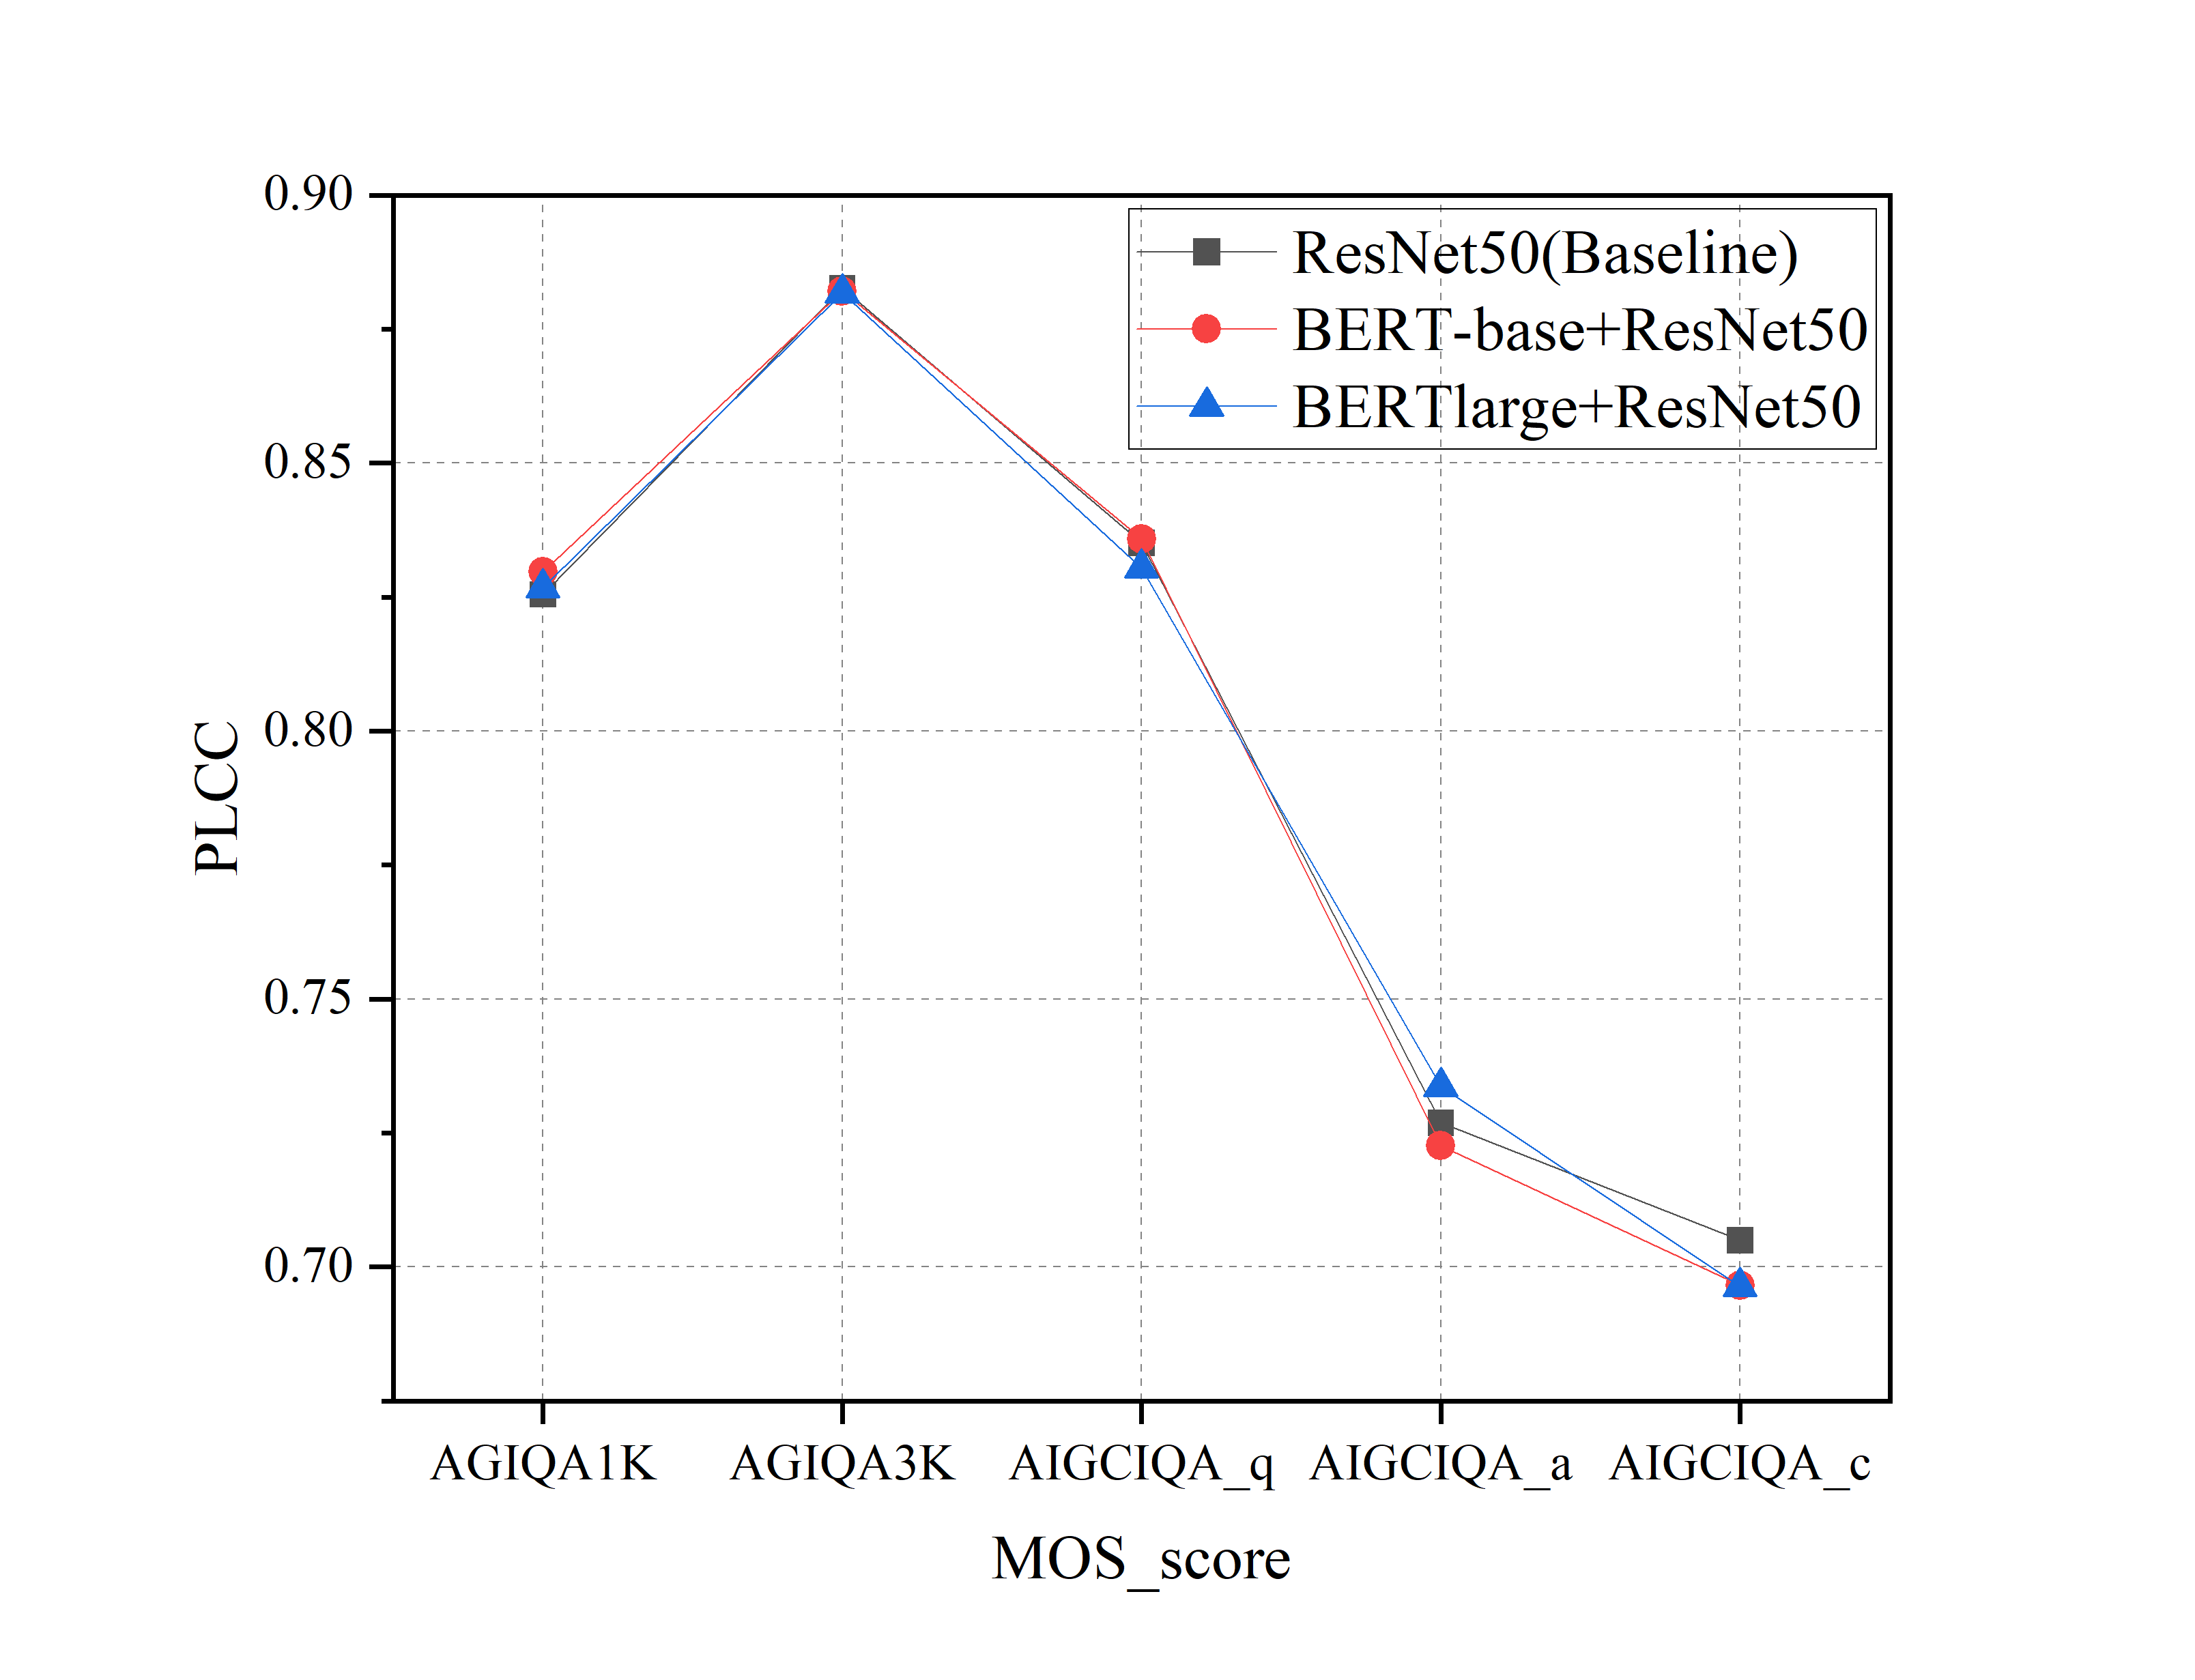 0.90
0.85
0.80
0.75
0.70
PLCC
ResNet50(Baseline)
BERT-base+ResNet50
BERTlarge+ResNet50
AGIQA1K
AGIQA3K
AIGCIQA_q
AIGCIQA_a
AIGCIQA_c
MOS_score